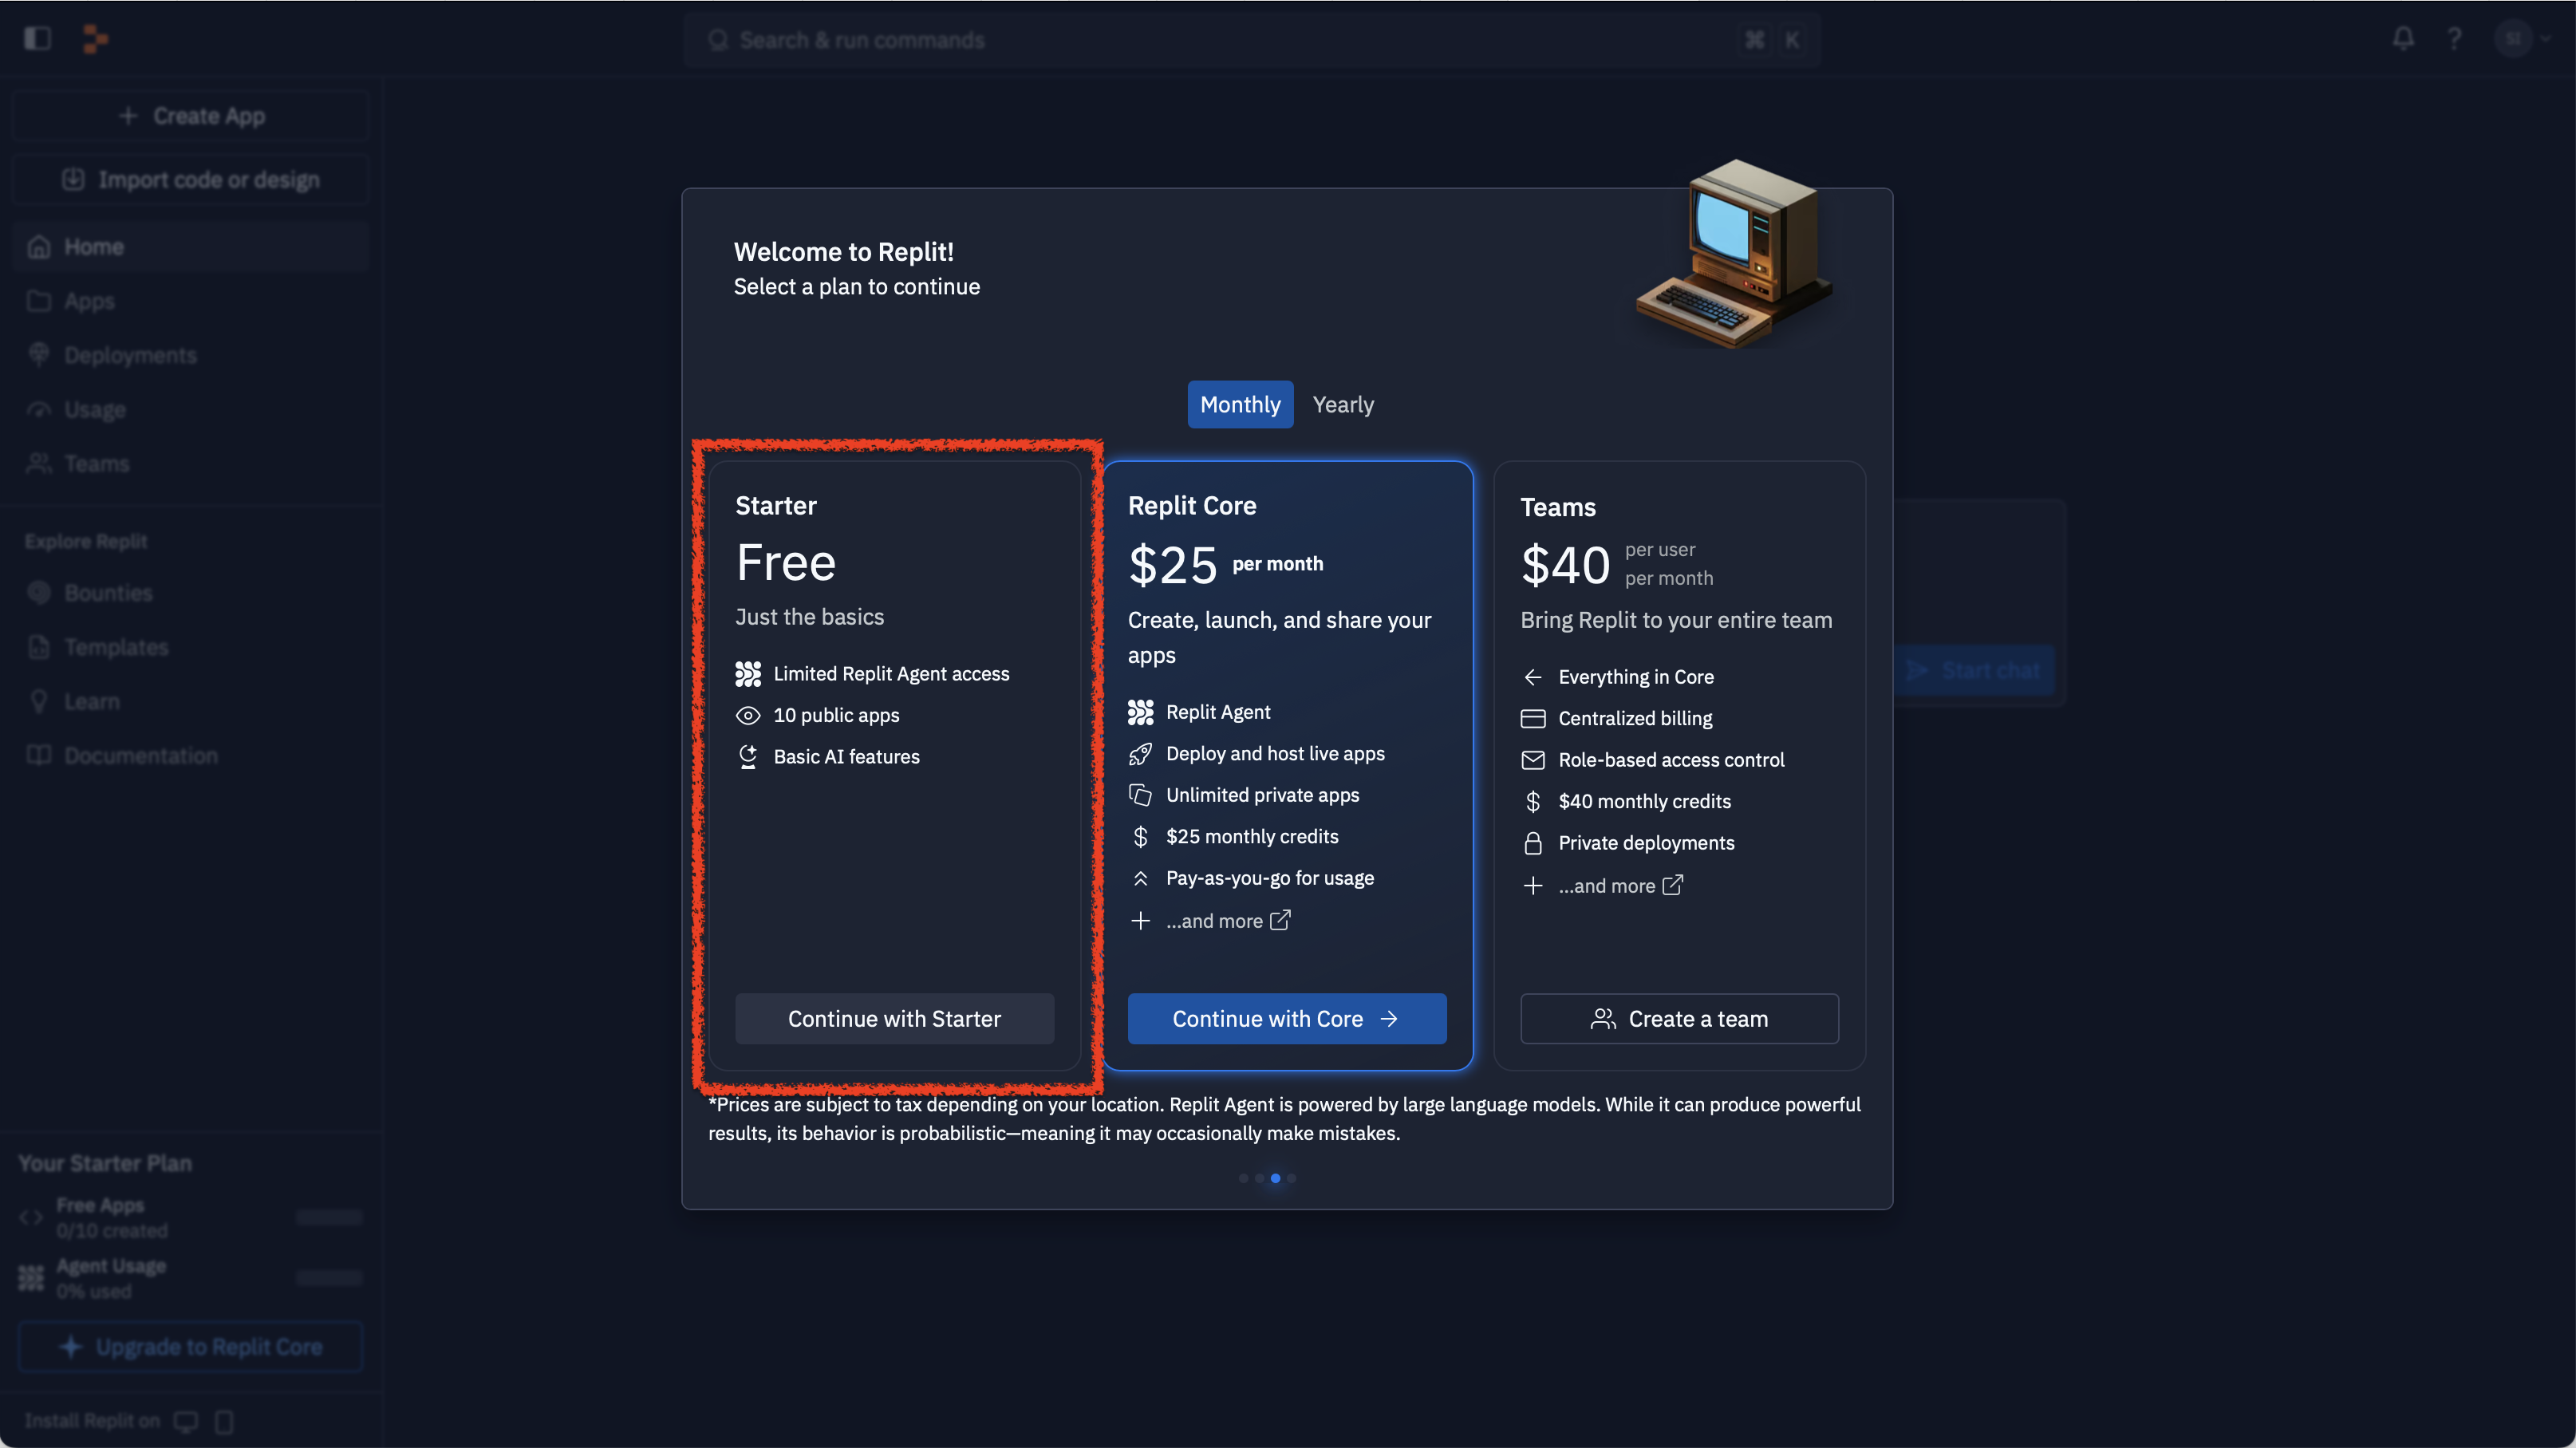 Search & run commands
⌘ K
SI
Create App
Import code or design
Home
Apps
Deployments
Usage
Teams
Explore Replit
Bounties
Templates
Learn
Documentation
Your Starter Plan
Free Apps
0/10 created
Agent Usage
0% used
Upgrade to Replit Core
Install Replit on
Welcome to Replit!
Select a plan to continue
Monthly
Yearly
Starter
Free
Just the basics
Limited Replit Agent access
10 public apps
Basic AI features
Continue with Starter
Replit Core
$25 per month
Create, launch, and share your
apps
Replit Agent
Deploy and host live apps
Unlimited private apps
$25 monthly credits
Pay-as-you-go for usage
...and more
Continue with Core
Teams
$40 per user
per month
Bring Replit to your entire team
Everything in Core
Centralized billing
Role-based access control
$40 monthly credits
Private deployments
...and more
Create a team
*Prices are subject to tax depending on your location. Replit Agent is powered by large language models. While it can produce powerful
results, its behavior is probabilistic—meaning it may occasionally make mistakes.
Start chat